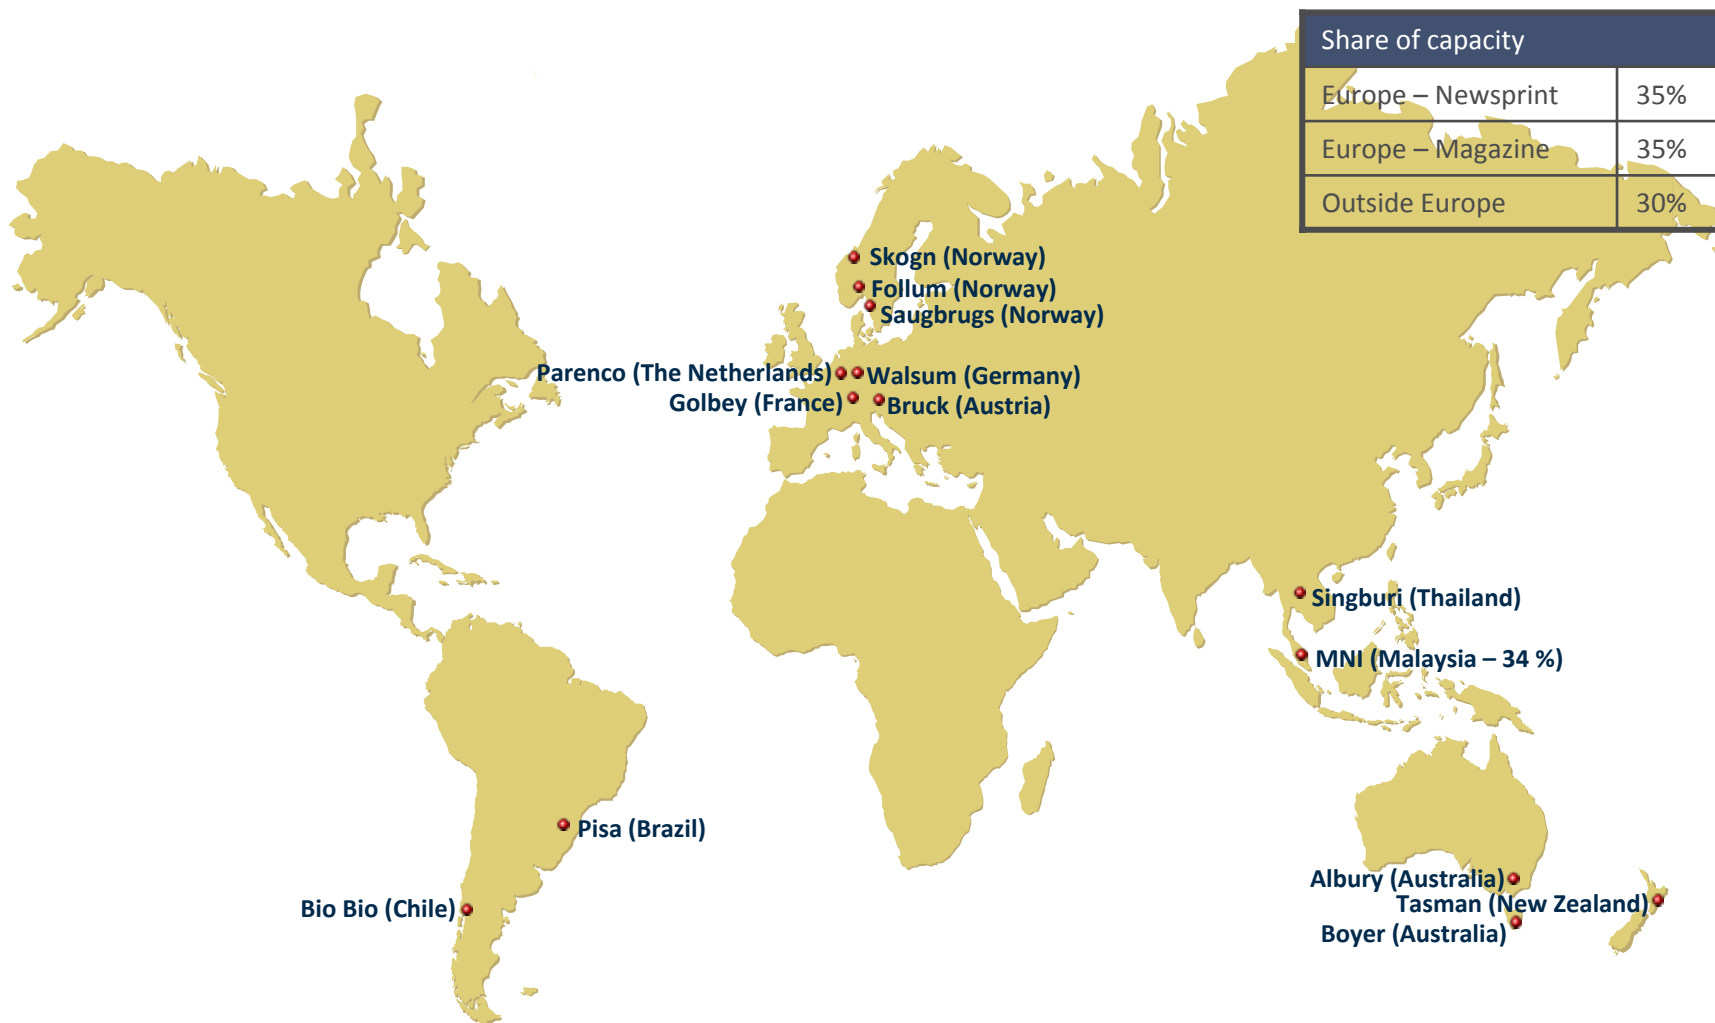 Share of capacity
Europe – Newsprint 35%
Europe – Magazine 35%
Outside Europe 30%
Skogn (Norway)
Follum (Norway)
Saugbrugs (Norway)
Parenco (The Netherlands)
Walsum (Germany)
Golbey (France)
Bruck (Austria)
Singburi (Thailand)
MNI (Malaysia – 34 %)
Pisa (Brazil)
Bio Bio (Chile)
Albury (Australia)
Tasman (New Zealand)
Boyer (Australia)